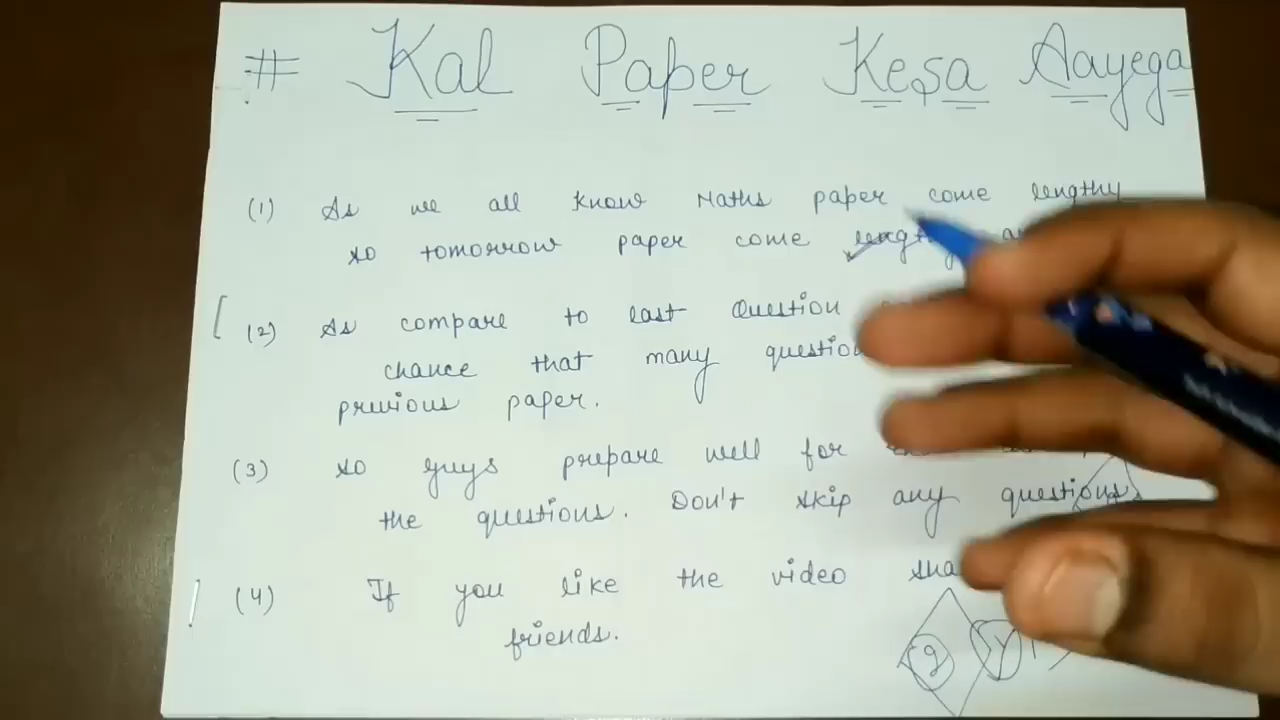 # Kal Paper Kesa Aayega
(1) As we all know Maths paper come lengthy
so tomorrow paper come
(2) As compare to last Question
chance that many
previous paper.
(3) so guys prepare well for
the questions. Don't skip any questions
(4) If you like the video
friends.